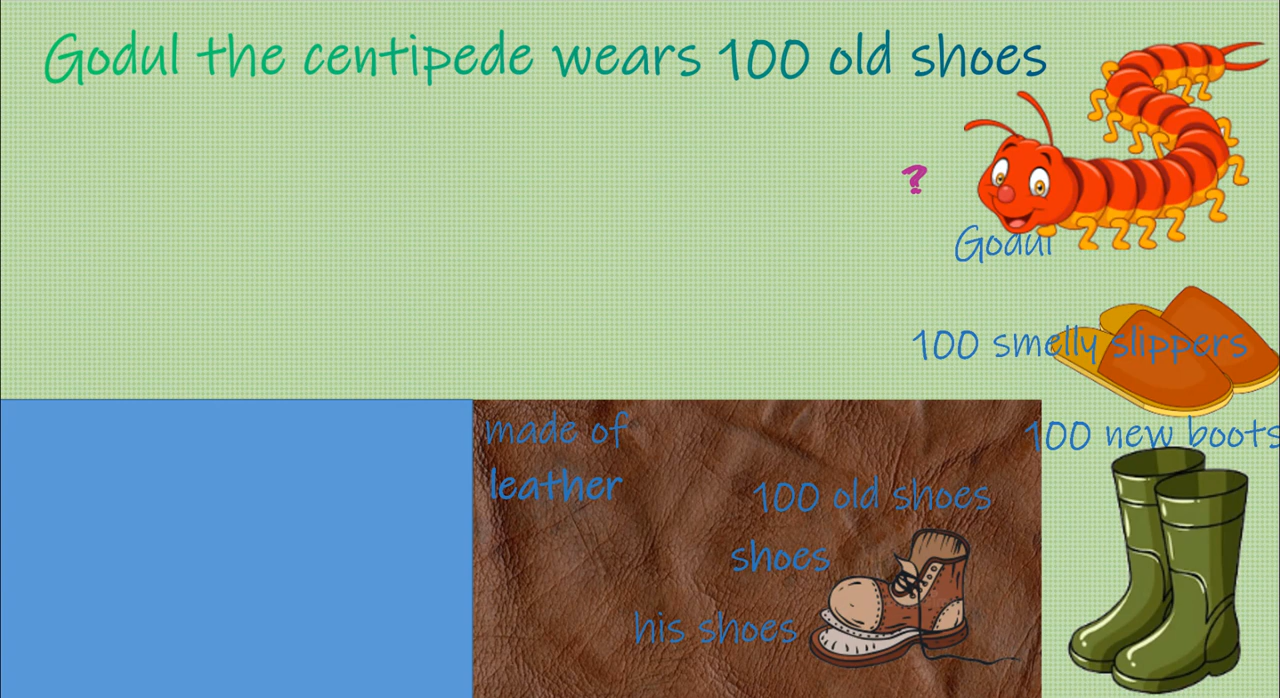 Godul the centipede wears 100 old shoes
?
Godul
100 smelly slippers
100 new boots
made of
leather
100 old shoes
shoes
his shoes